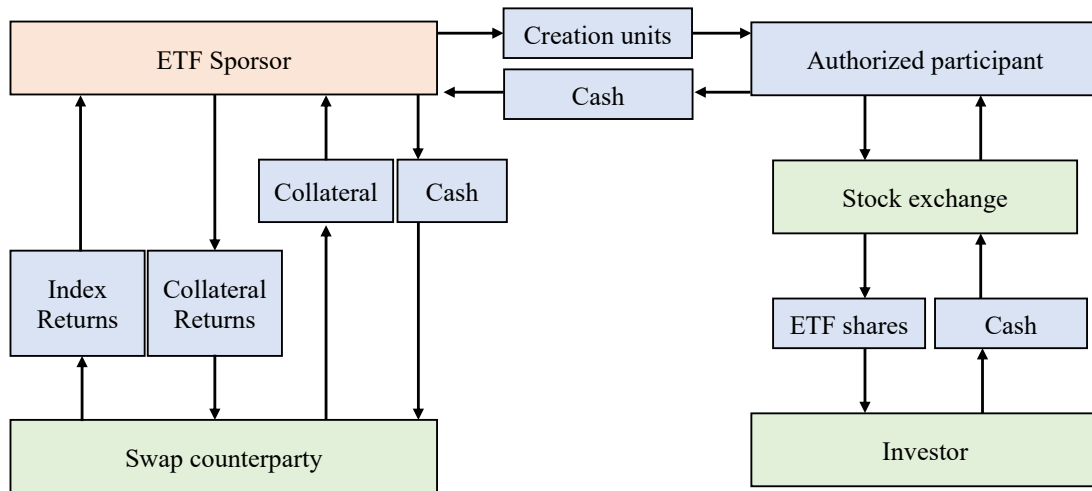 ETF Sporsor
Creation units
Authorized participant
Cash
Collateral
Cash
Stock exchange
Index
Returns
Collateral
Returns
ETF shares
Cash
Swap counterparty
Investor